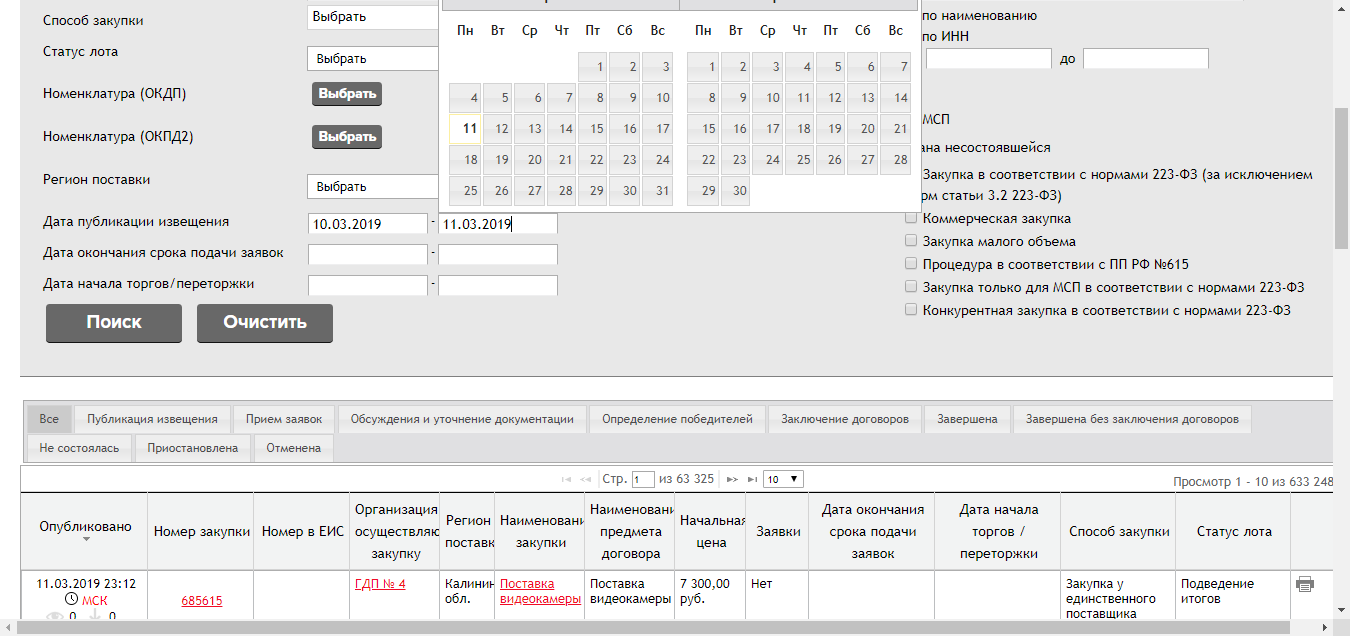 Способ закупки
Выбрать
по наименованию
по ИНН
Статус лота
Выбрать
до
Номенклатура (ОКДП)
Выбрать
Номенклатура (ОКПД2)
Выбрать
Регион поставки
Выбрать
Пн Вт Ср Чт Пт Сб Вс
1 2 3
4 5 6 7 8 9 10
11 12 13 14 15 16 17
18 19 20 21 22 23 24
25 26 27 28 29 30 31
Пн Вт Ср Чт Пт Сб Вс
1 2 3 4 5 6 7
8 9 10 11 12 13 14
15 16 17 18 19 20 21
22 23 24 25 26 27 28
29 30
МСП
ана несостоявшейся
Закупка в соответствии с нормами 223-ФЗ (за исключением
рм статьи 3.2 223-ФЗ)
Коммерческая закупка
Закупка малого объема
Процедура в соответствии с ПП РФ №615
Закупка только для МСП в соответствии с нормами 223-ФЗ
Конкурентная закупка в соответствии с нормами 223-ФЗ
Дата публикации извещения
10.03.2019 - 11.03.2019
Дата окончания срока подачи заявок
-
Дата начала торгов/переторжки
-
Поиск
Очистить
Все
Публикация извещения
Прием заявок
Обсуждения и уточнение документации
Определение победителей
Заключение договоров
Завершена
Завершена без заключения договоров
Не состоялась
Приостановлена
Отменена
Стр. 1 из 63 325
10
Просмотр 1 - 10 из 633 248
Опубликовано
Номер закупки
Номер в ЕИС
Организация
осуществляю
закупку
Регион
поставк
Наименовани
закупки
Наименовани
предмета
договора
Начальная
цена
Заявки
Дата окончания
срока подачи
заявок
Дата начала
торгов /
переторжки
Способ закупки
Статус лота
11.03.2019 23:12
МСК
0 0
685615
ГДП № 4
Калинин
обл.
Поставка
видеокамеры
Поставка
видеокамеры
7 300,00
руб.
Нет
Закупка у
единственного
поставщика
Подведение
итогов